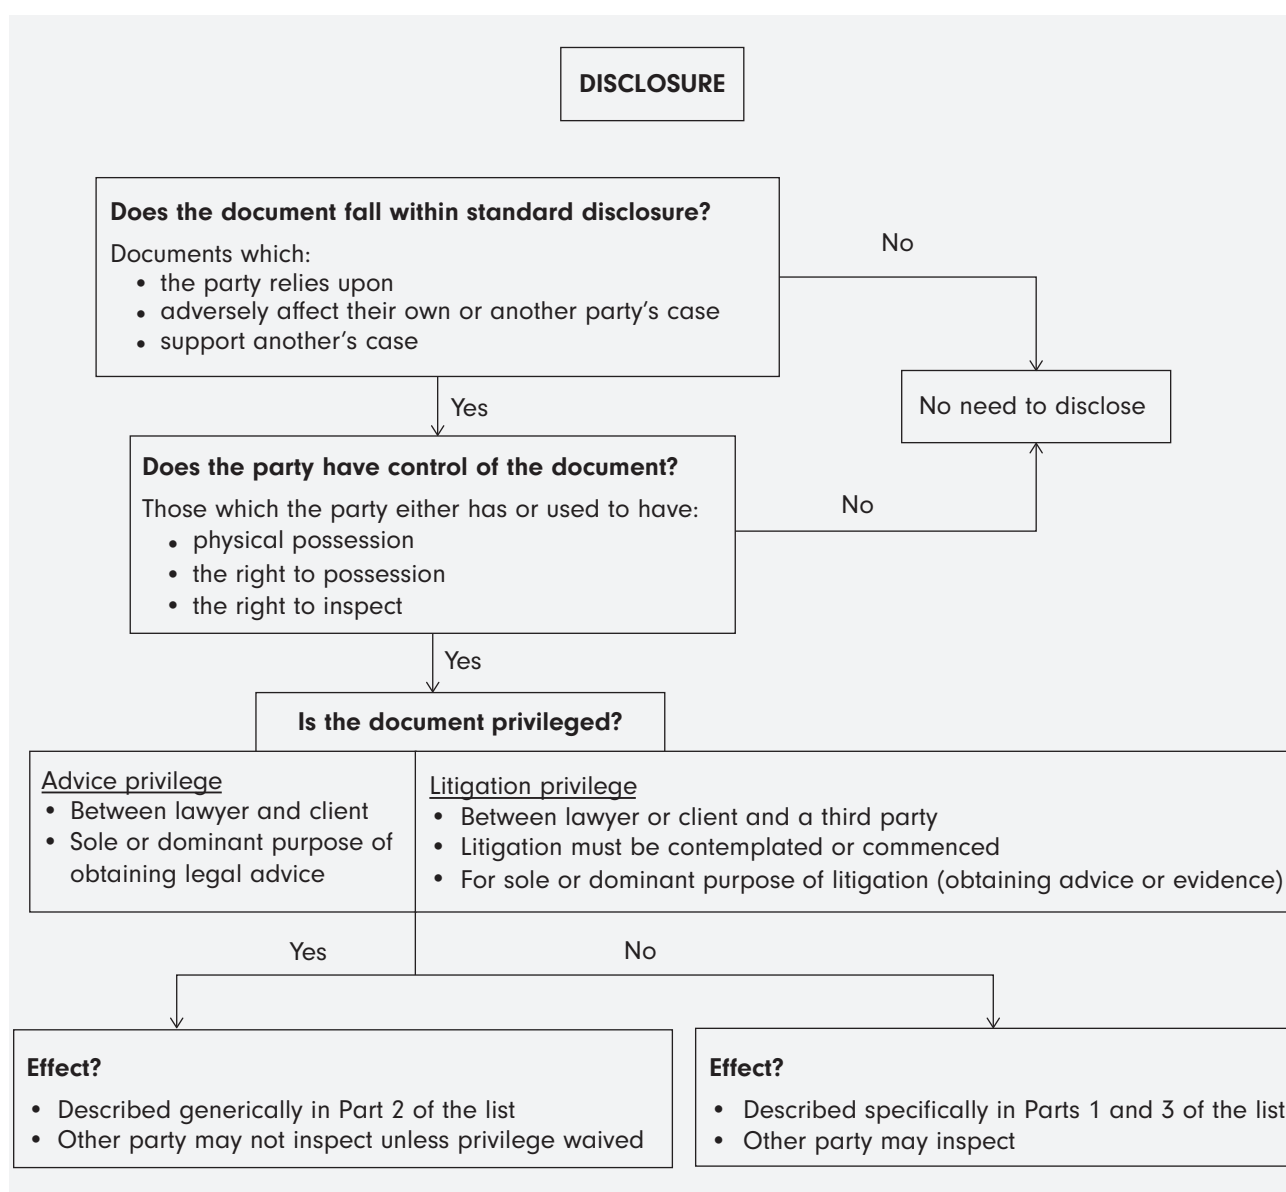 DISCLOSURE
Does the document fall within standard disclosure?
Documents which:
• the party relies upon
• adversely affect their own or another party's case
• support another's case
No
Yes
No need to disclose
Does the party have control of the document?
Those which the party either has or used to have:
• physical possession
• the right to possession
• the right to inspect
No
Yes
Is the document privileged?
Advice privilege
• Between lawyer and client
• Sole or dominant purpose of
obtaining legal advice
Litigation privilege
• Between lawyer or client and a third party
• Litigation must be contemplated or commenced
• For sole or dominant purpose of litigation (obtaining advice or evidence)
Yes
No
Effect?
• Described generically in Part 2 of the list
• Other party may not inspect unless privilege waived
Effect?
• Described specifically in Parts 1 and 3 of the list
• Other party may inspect